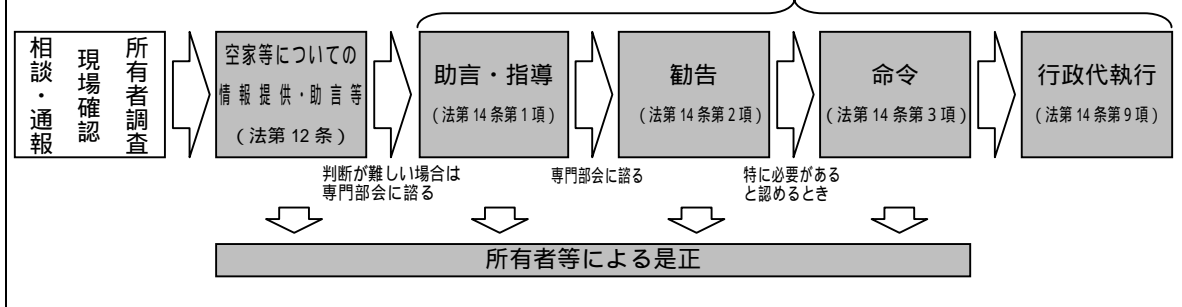 相談・通報
現場確認
所有者調査
空家等についての
情報提供・助言等
(法第12条)
助言・指導
(法第14条第1項)
勧告
(法第14条第2項)
命令
(法第14条第3項)
行政代執行
(法第14条第9項)
判断が難しい場合は
専門部会に諮る
専門部会に諮る
特に必要がある
と認めるとき
所有者等による是正